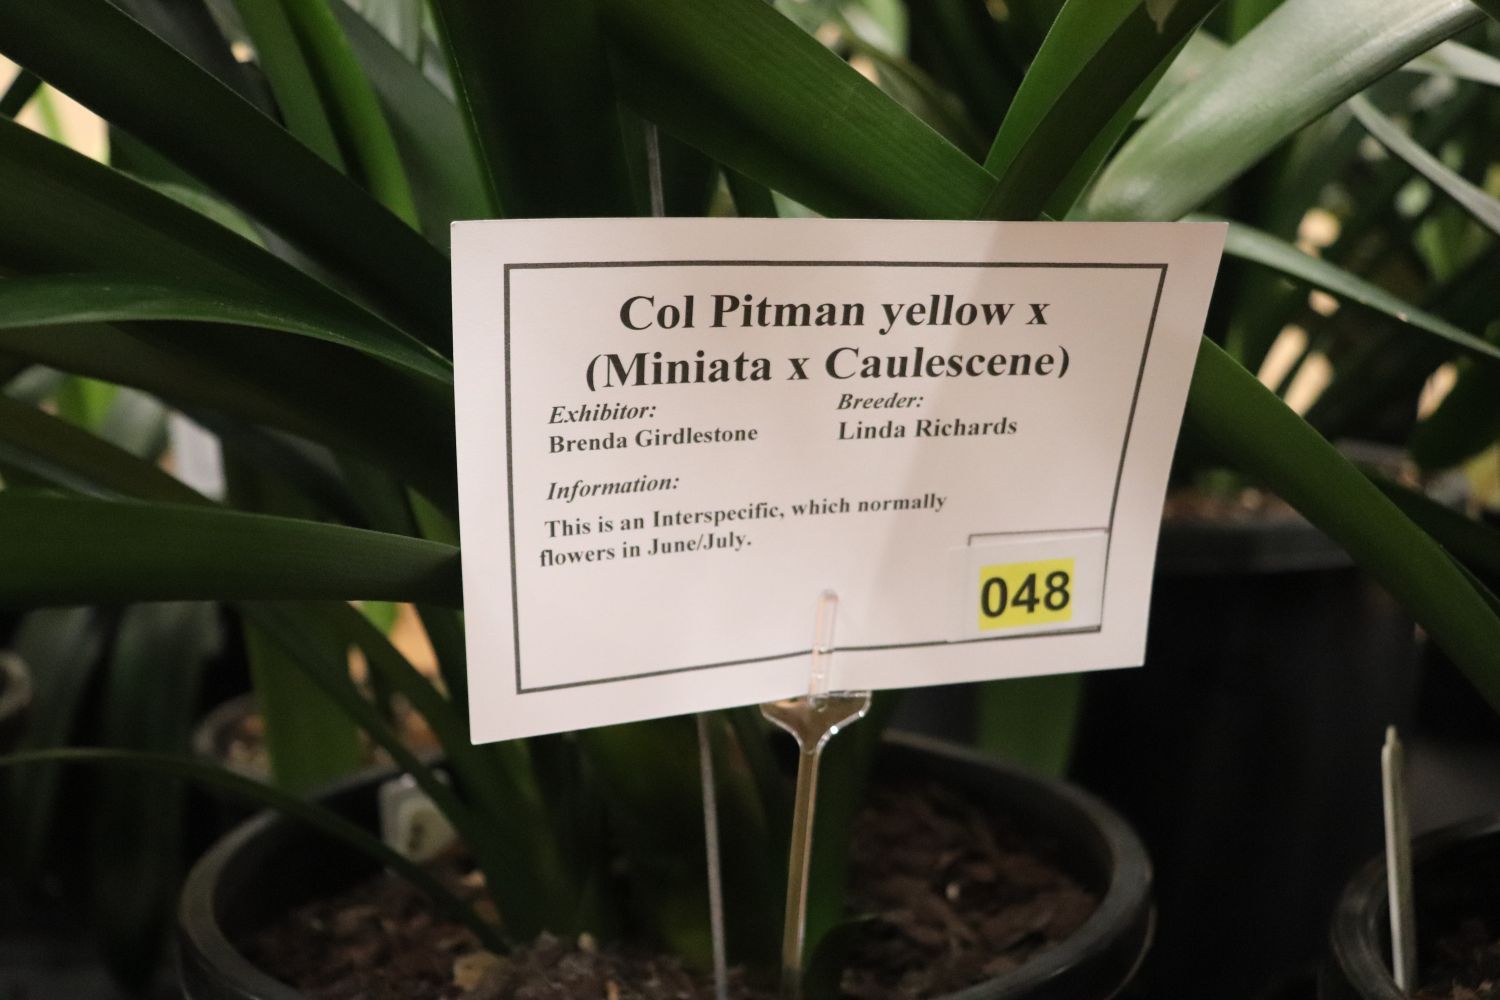 Col Pitman yellow x
(Miniata x Caulescene)
Exhibitor: Breeder:
Brenda Girdlestone Linda Richards
Information:
This is an Interspecific, which normally
flowers in June/July.
048